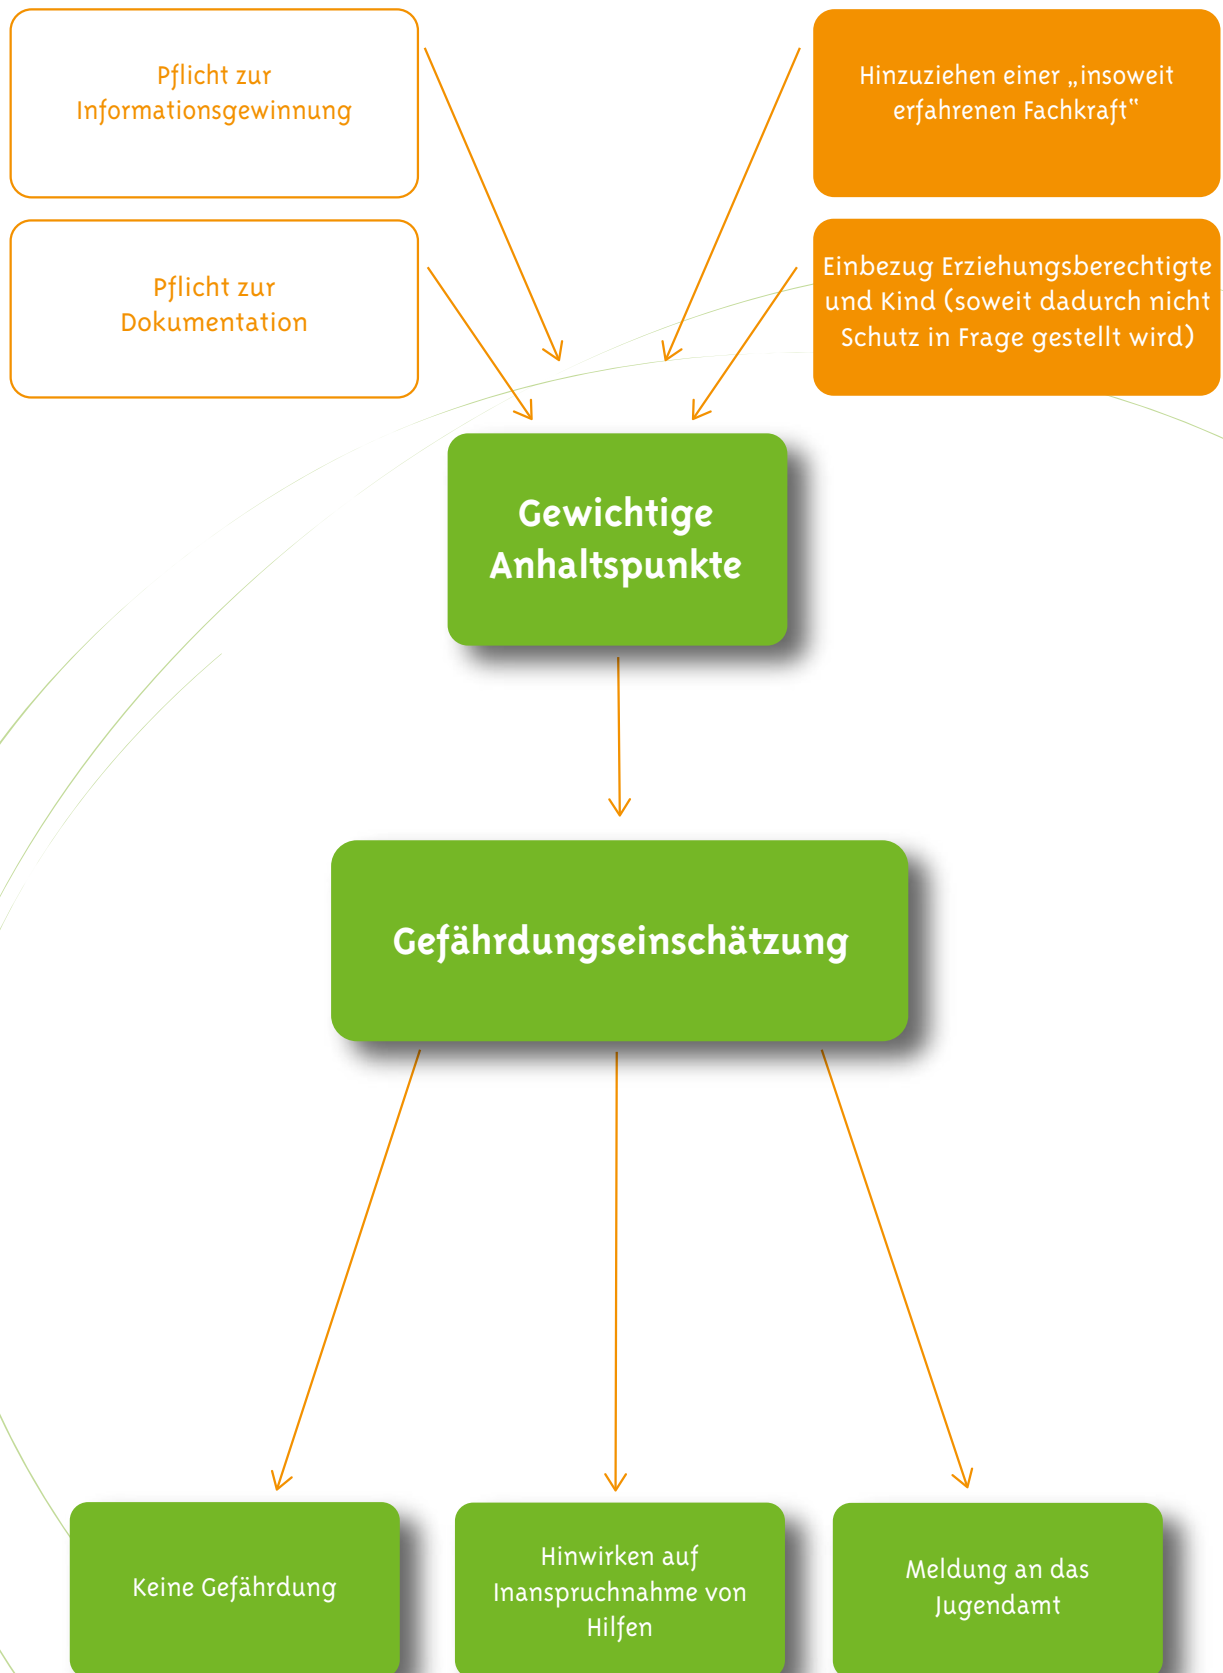 Pflicht zur
Informationsgewinnung
Hinzuziehen einer „insoweit
erfahrenen Fachkraft“
Pflicht zur
Dokumentation
Einbezug Erziehungsberechtigte
und Kind (soweit dadurch nicht
Schutz in Frage gestellt wird)
Gewichtige
Anhaltspunkte
Gefährdungseinschätzung
Keine Gefährdung
Hinwirken auf
Inanspruchnahme von
Hilfen
Meldung an das
Jugendamt